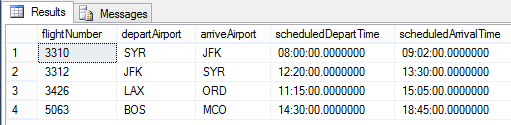 Results Messages
flightNumber departAirport arriveAirport scheduledDepartTime scheduledArrivalTime
1 3310 SYR JFK 08:00:00.0000000 09:02:00.0000000
2 3312 JFK SYR 12:20:00.0000000 13:30:00.0000000
3 3426 LAX ORD 11:15:00.0000000 15:05:00.0000000
4 5063 BOS MCO 14:30:00.0000000 18:45:00.0000000